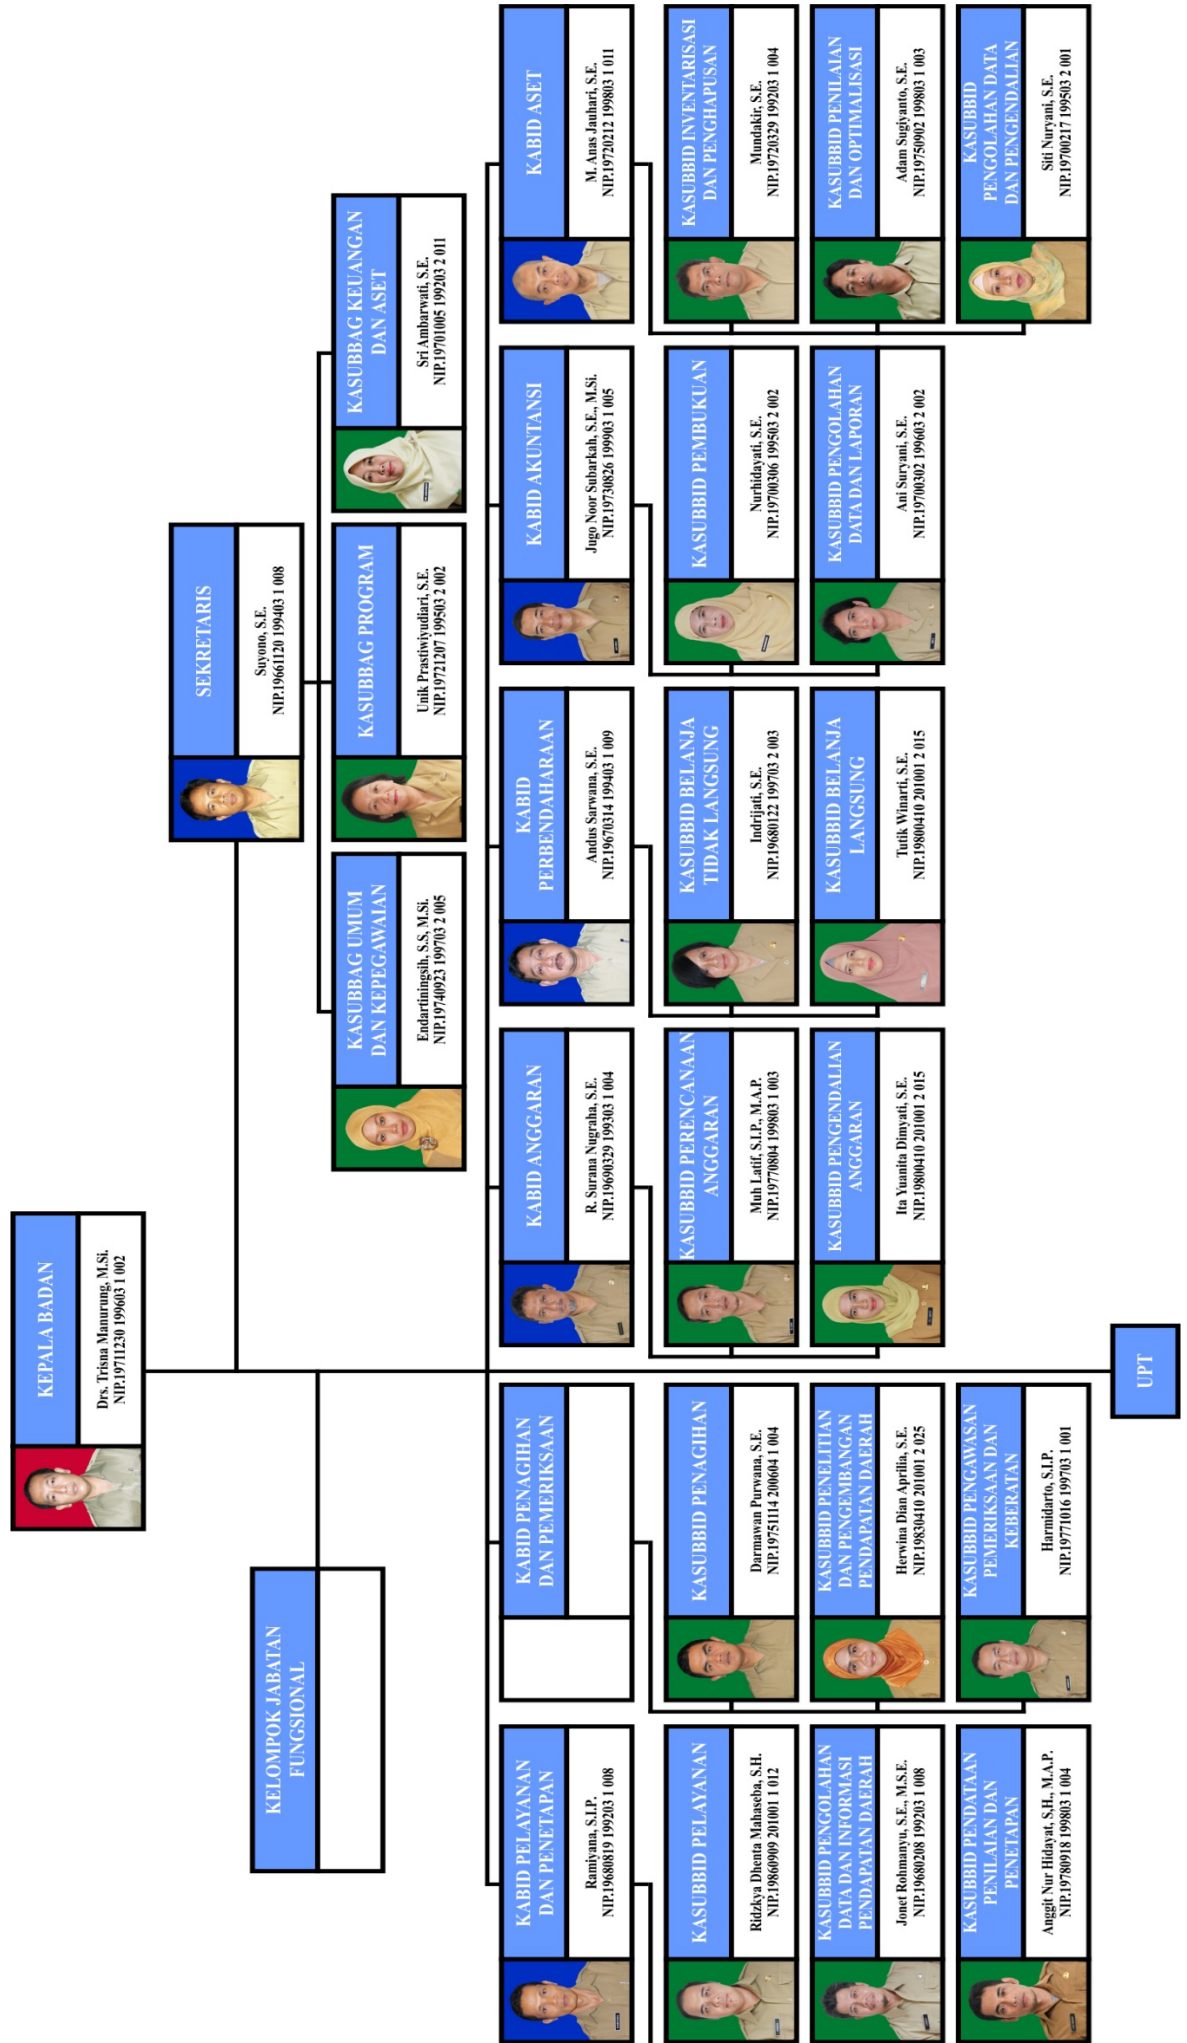 KEPALA BADAN
Drs. Trisna Manurung, M.Si.
NIP.19711230 199603 1 002
SEKRETARIS
Suyono, S.E.
NIP.19661120 199403 1 008
KELOMPOK JABATAN
FUNGSIONAL
KASUBBAG UMUM
DAN KEPEGAWAIAN
Endartiningsih, S.S, M.Si.
NIP.19740923 199703 2 005
KASUBBAG PROGRAM
Unik Prastiwiyudiari, S.E.
NIP.19721207 199503 2 002
KASUBBAG KEUANGAN
DAN ASET
Sri Ambarwati, S.E.
NIP.19701005 199203 2 011
KABID PELAYANAN
DAN PENETAPAN
Ramiyana, S.I.P.
NIP.19680819 199203 1 008
KABID PENAGIHAN
DAN PEMERIKSAAN
KABID ANGGARAN
R. Surana Nugraha, S.E.
NIP.19690329 199303 1 004
KABID
PERBENDAHARAAN
Andus Sarwana, S.E.
NIP.19670314 199403 1 009
KABID AKUNTANSI
Jugo Noor Subarkah, S.E., M.Si.
NIP.19730826 199903 1 005
KABID ASET
M. Anas Jauhari, S.E.
NIP.19720212 199803 1 011
KASUBBID PELAYANAN
Ridzkya Dhenta Mahaseba, S.H.
NIP.19860909 201001 1 012
KASUBBID PENAGIHAN
Darmawan Purwana, S.E.
NIP.19751114 200604 1 004
KASUBBID PERENCANAAN
ANGGARAN
Muh Latif, S.I.P., M.A.P.
NIP.19770804 199803 1 003
KASUBBID BELANJA
TIDAK LANGSUNG
Indrijati, S.E.
NIP.19680122 199703 2 003
KASUBBID PEMBUKUAN
Nurhidayati, S.E.
NIP.19700306 199503 2 002
KASUBBID INVENTARISASI
DAN PENGHAPUSAN
Mundakir, S.E.
NIP.19720329 199203 1 004
KASUBBID PENGOLAHAN
DATA DAN INFORMASI
PENDAPATAN DAERAH
Jonet Rohmanyu, S.E., M.S.E.
NIP.19680208 199203 1 008
KASUBBID PENELITIAN
DAN PENGEMBANGAN
PENDAPATAN DAERAH
Herwina Dian Aprilia, S.E.
NIP.19830410 201001 2 025
KASUBBID PENGENDALIAN
ANGGARAN
Ita Yuanita Dimyati, S.E.
NIP.19800410 201001 2 015
KASUBBID BELANJA
LANGSUNG
Tutik Winarti, S.E.
NIP.19800410 201001 2 015
KASUBBID PENGOLAHAN
DATA DAN LAPORAN
Ani Suryani, S.E.
NIP.19700302 199603 2 002
KASUBBID PENILAIAN
DAN OPTIMALISASI
Adam Sugiyanto, S.E.
NIP.19750902 199803 1 003
KASUBBID PENDATAAN
PENILAIAN DAN
PENETAPAN
Anggit Nur Hidayat, S,H., M.A.P.
NIP.19780918 199803 1 004
KASUBBID PENGAWASAN
PEMERIKSAAN DAN
KEBERATAN
Harmidarto, S.I.P.
NIP.19771016 199703 1 001
KASUBBID
PENGOLAHAN DATA
DAN PENGENDALIAN
Siti Nuryani, S.E.
NIP.19700217 199503 2 001
UPT